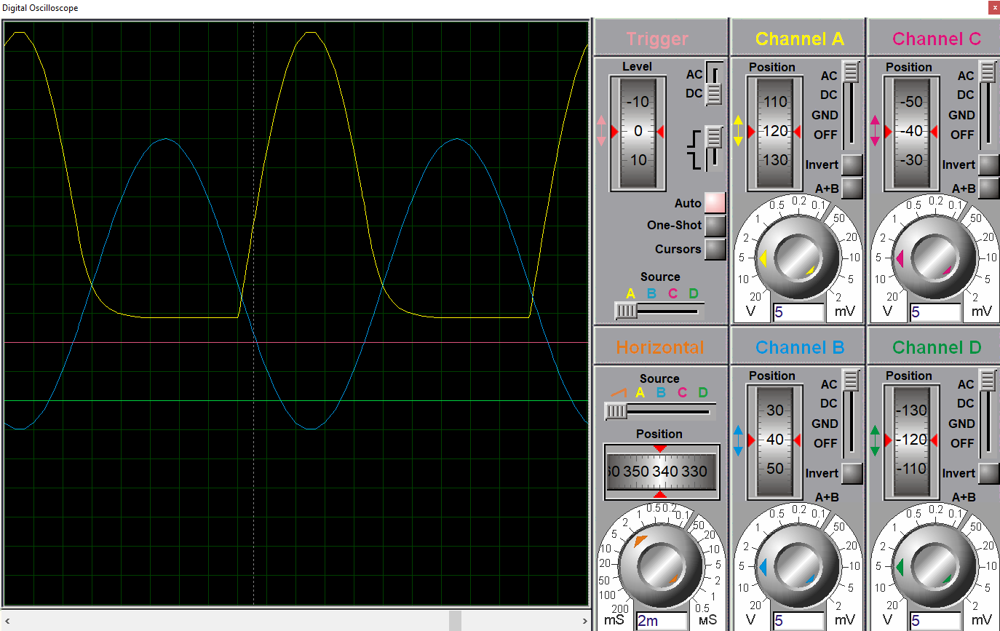 Digital Oscilloscope
x
Trigger
Level
AC
DC
-10
0
10
Auto
One-Shot
Cursors
Source
A B C D
Channel A
Position
110
120
130
AC
DC
GND
OFF
Invert
A+B
0.5 0.2 0.1
1 50
2 20
5 10
10 5
20 2
V 5 mV
Channel C
Position
-50
-40
-30
AC
DC
GND
OFF
Invert
A+B
0.5 0.2 0.1
1 50
2 20
5 10
10 5
20 2
V 5 mV
Horizontal
Source
A B C D
Position
350 340 330
0.5 0.2 0.1
1 50
2 20
5 10
10 5
20 2
50 1
100 0.5
200
mS 2m мS
Channel B
Position
30
40
50
AC
DC
GND
OFF
Invert
A+B
0.5 0.2 0.1
1 50
2 20
5 10
10 5
20 2
V 5 mV
Channel D
Position
-130
-120
-110
AC
DC
GND
OFF
Invert
A+B
0.5 0.2 0.1
1 50
2 20
5 10
10 5
20 2
V 5 mV